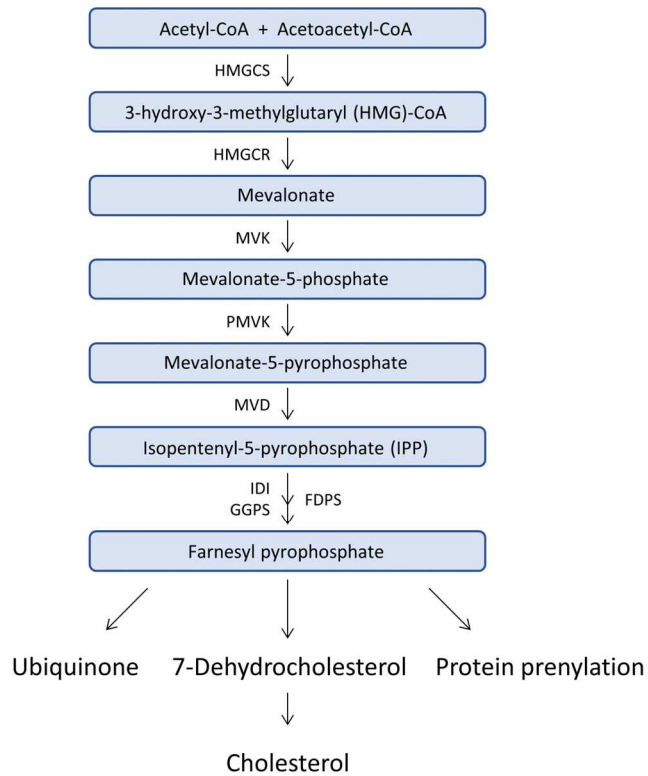 Acetyl-CoA + Acetoacetyl-CoA
HMGCS
3-hydroxy-3-methylglutaryl (HMG)-CoA
HMGCR
Mevalonate
MVK
Mevalonate-5-phosphate
PMVK
Mevalonate-5-pyrophosphate
MVD
Isopentenyl-5-pyrophosphate (IPP)
IDI
GGPS
FDPS
Farnesyl pyrophosphate
Ubiquinone
7-Dehydrocholesterol
Protein prenylation
Cholesterol